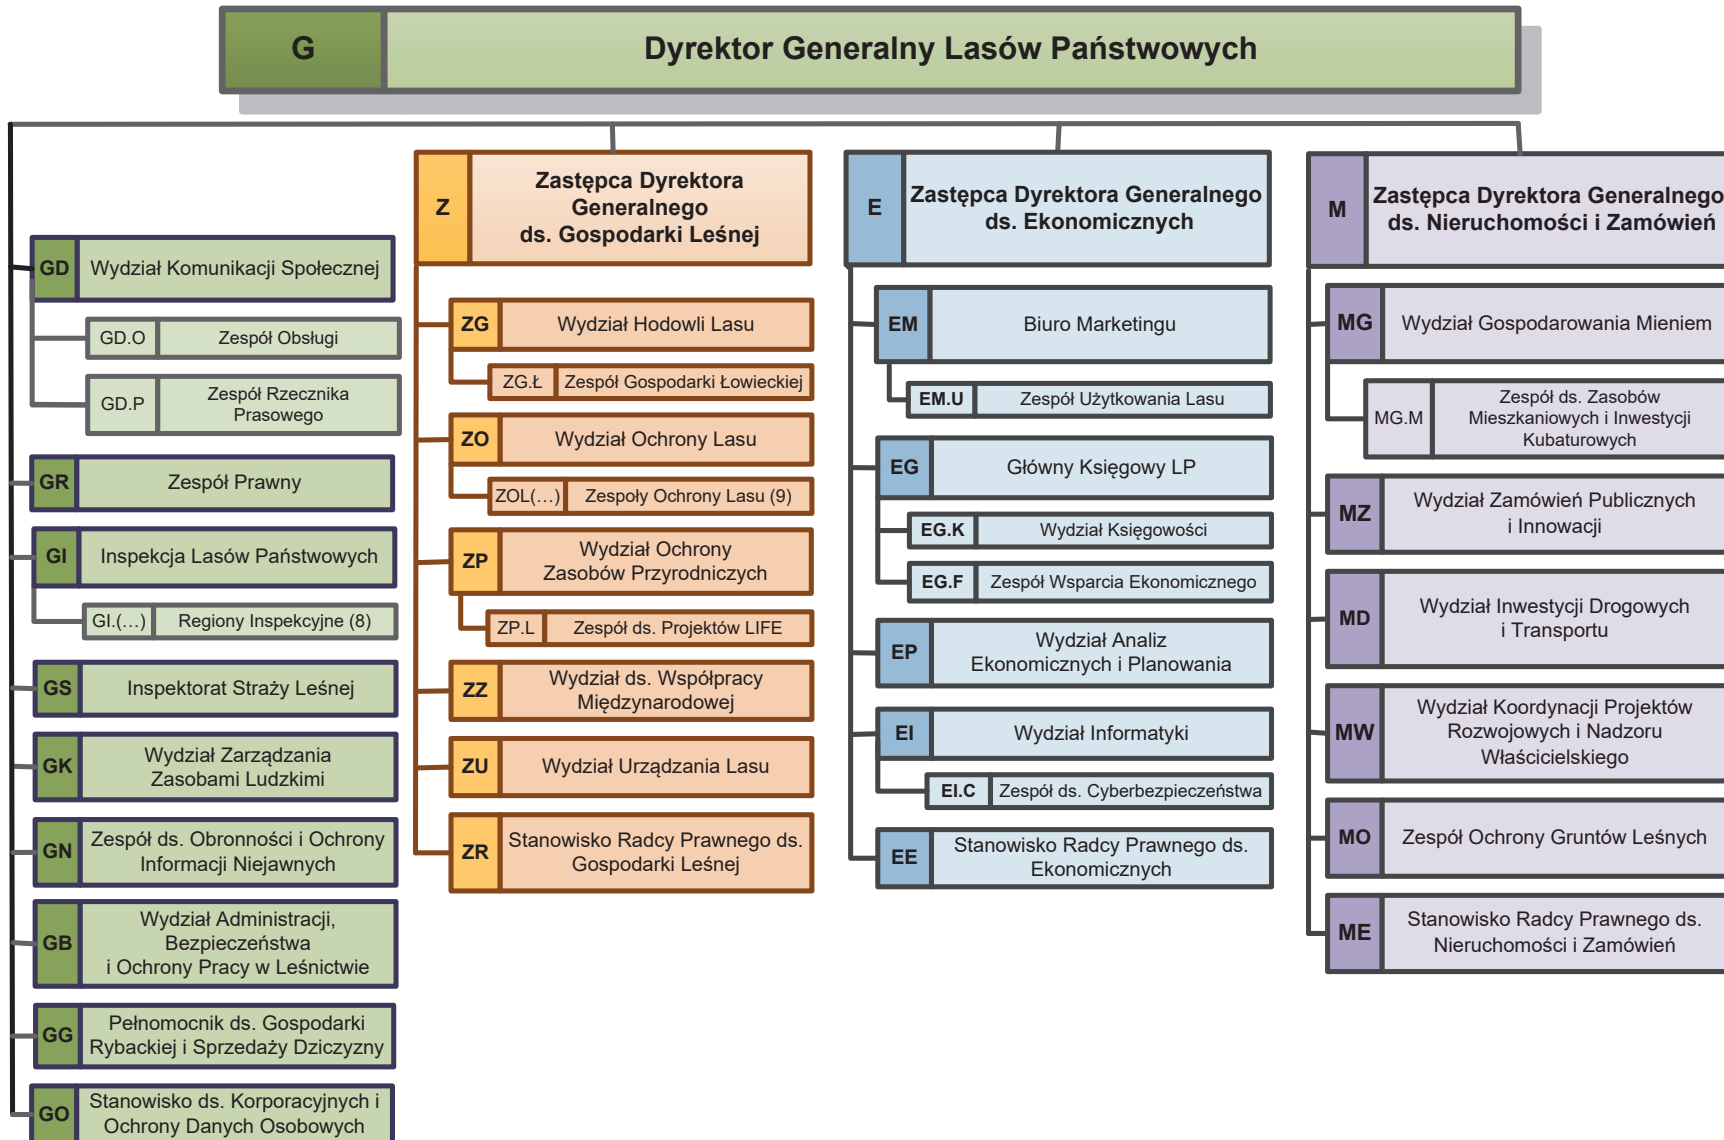 G
Dyrektor Generalny Lasów Państwowych
GD
Wydział Komunikacji Społecznej
GD.O
Zespół Obsługi
GD.P
Zespół Rzecznika
Prasowego
GR
Zespół Prawny
GI
Inspekcja Lasów Państwowych
GI.(…)
Regiony Inspekcyjne (8)
GS
Inspektorat Straży Leśnej
GK
Wydział Zarządzania
Zasobami Ludzkimi
GN
Zespół ds. Obronności i Ochrony
Informacji Niejawnych
GB
Wydział Administracji,
Bezpieczeństwa
i Ochrony Pracy w Leśnictwie
GG
Pełnomocnik ds. Gospodarki
Rybackiej i Sprzedaży Dziczyzny
GO
Stanowisko ds. Korporacyjnych i
Ochrony Danych Osobowych
Z
Zastępca Dyrektora
Generalnego
ds. Gospodarki Leśnej
ZG
Wydział Hodowli Lasu
ZG.Ł
Zespół Gospodarki Łowieckiej
ZO
Wydział Ochrony Lasu
ZOL(…)
Zespoły Ochrony Lasu (9)
ZP
Wydział Ochrony
Zasobów Przyrodniczych
ZP.L
Zespół ds. Projektów LIFE
ZZ
Wydział ds. Współpracy
Międzynarodowej
ZU
Wydział Urządzania Lasu
ZR
Stanowisko Radcy Prawnego ds.
Gospodarki Leśnej
E
Zastępca Dyrektora Generalnego
ds. Ekonomicznych
EM
Biuro Marketingu
EM.U
Zespół Użytkowania Lasu
EG
Główny Księgowy LP
EG.K
Wydział Księgowości
EG.F
Zespół Wsparcia Ekonomicznego
EP
Wydział Analiz
Ekonomicznych i Planowania
EI
Wydział Informatyki
EI.C
Zespół ds. Cyberbezpieczeństwa
EE
Stanowisko Radcy Prawnego ds.
Ekonomicznych
M
Zastępca Dyrektora Generalnego
ds. Nieruchomości i Zamówień
MG
Wydział Gospodarowania Mieniem
MG.M
Zespół ds. Zasobów
Mieszkaniowych i Inwestycji
Kubaturowych
MZ
Wydział Zamówień Publicznych
i Innowacji
MD
Wydział Inwestycji Drogowych
i Transportu
MW
Wydział Koordynacji Projektów
Rozwojowych i Nadzoru
Właścicielskiego
MO
Zespół Ochrony Gruntów Leśnych
ME
Stanowisko Radcy Prawnego ds.
Nieruchomości i Zamówień